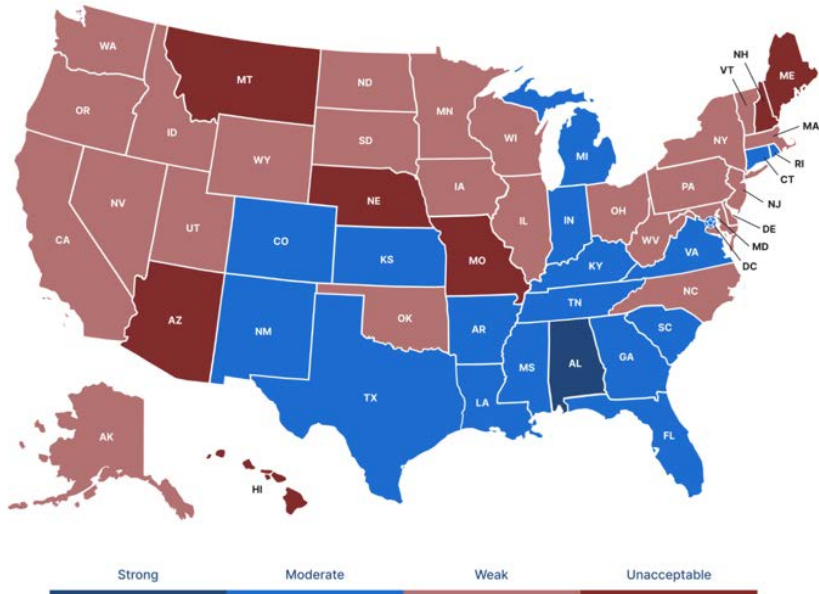 WA
MT
ND
MN
OR
ID
SD
WI
WY
MI
NH
VT
ME
NY
MA
RI
CT
NV
UT
NE
IA
IL
IN
OH
PA
NJ
CA
CO
KS
MO
KY
WV
VA
DE
MD
DC
AZ
NM
OK
AR
TN
NC
SC
TX
LA
MS
AL
GA
FL
AK
HI
Strong Moderate Weak Unacceptable